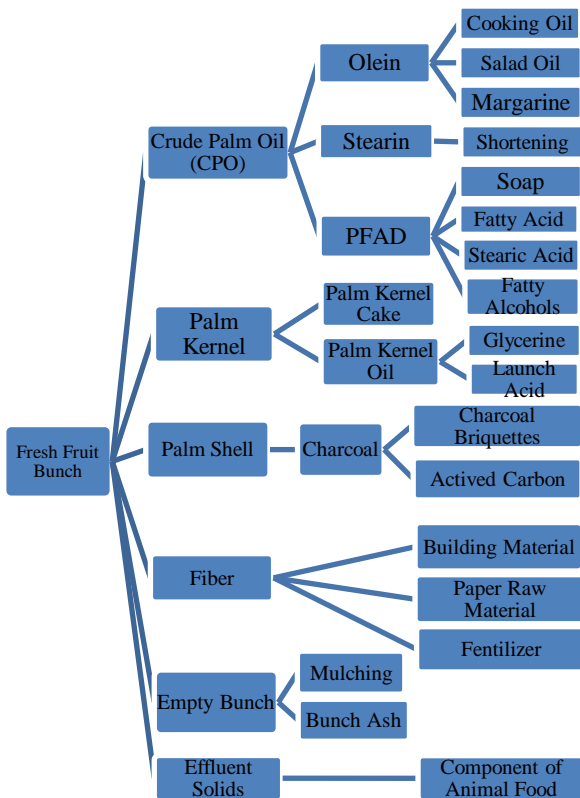 Cooking Oil
Olein
Salad Oil
Margarine
Crude Palm Oil
(CPO)
Stearin
Shortening
Soap
PFAD
Fatty Acid
Stearic Acid
Fatty
Alcohols
Palm
Kernel
Palm Kernel
Cake
Palm Kernel
Oil
Glycerine
Launch
Acid
Fresh Fruit
Bunch
Palm Shell
Charcoal
Charcoal
Briquettes
Actived Carbon
Fiber
Building Material
Paper Raw
Material
Fentilizer
Empty Bunch
Mulching
Bunch Ash
Effluent
Solids
Component of
Animal Food